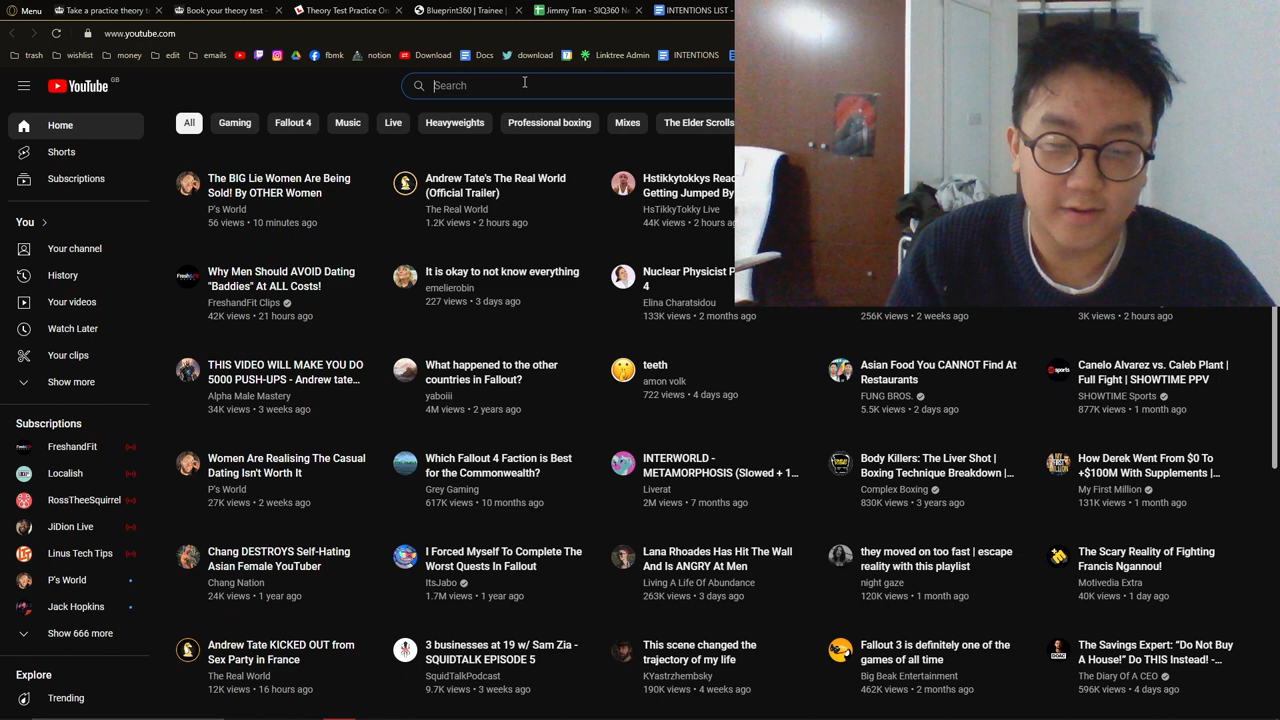 Menu
Take a practice theory t
Book your theory test -
Theory Test Practice On
Blueprint360 | Trainee |
Jimmy Tran - SIQ360 Na
INTENTIONS LIST -
www.youtube.com
trash
wishlist
money
edit
emails
fbmk
notion
Download
Docs
download
Linktree Admin
INTENTIONS
YouTube GB
Search
All
Gaming
Fallout 4
Music
Live
Heavyweights
Professional boxing
Mixes
The Elder Scrolls
Home
Shorts
Subscriptions
You
Your channel
History
Your videos
Watch Later
Your clips
Show more
Subscriptions
FreshandFit
Localish
RossTheeSquirrel
JiDion Live
Linus Tech Tips
P's World
Jack Hopkins
Show 666 more
Explore
Trending
The BIG Lie Women Are Being
Sold! By OTHER Women
P's World
56 views • 10 minutes ago
Andrew Tate's The Real World
(Official Trailer)
The Real World
1.2K views • 2 hours ago
Hstikkytokkys Rea
Getting Jumped By
HsTikkyTokky Live
44K views • 2 hours ag
Why Men Should AVOID Dating
"Baddies" At ALL Costs!
FreshandFit Clips
42K views • 21 hours ago
It is okay to not know everything
emelierobin
227 views • 3 days ago
Nuclear Physicist P
4
Elina Charatsidou
133K views • 2 months ago
256K views • 2 weeks ago
3K views • 2 hours ago
THIS VIDEO WILL MAKE YOU DO
5000 PUSH-UPS - Andrew tate...
Alpha Male Mastery
34K views • 3 weeks ago
What happened to the other
countries in Fallout?
yaboiii
4M views • 2 years ago
teeth
amon volk
722 views • 4 days ago
Asian Food You CANNOT Find At
Restaurants
FUNG BROS.
5.5K views • 2 days ago
Canelo Alvarez vs. Caleb Plant |
Full Fight | SHOWTIME PPV
SHOWTIME Sports
877K views • 1 month ago
Women Are Realising The Casual
Dating Isn't Worth It
P's World
27K views • 2 weeks ago
Which Fallout 4 Faction is Best
for the Commonwealth?
Grey Gaming
617K views • 10 months ago
INTERWORLD -
METAMORPHOSIS (Slowed + 1...
Liverat
2M views • 7 months ago
Body Killers: The Liver Shot |
Boxing Technique Breakdown |...
Complex Boxing
830K views • 3 years ago
How Derek Went From $0 To
+$100M With Supplements |...
My First Million
131K views • 1 month ago
Chang DESTROYS Self-Hating
Asian Female YouTuber
Chang Nation
24K views • 1 year ago
I Forced Myself To Complete The
Worst Quests In Fallout
ItsJabo
1.7M views • 1 year ago
Lana Rhoades Has Hit The Wall
And Is ANGRY At Men
Living A Life Of Abundance
263K views • 3 days ago
they moved on too fast | escape
reality with this playlist
night gaze
120K views • 1 month ago
The Scary Reality of Fighting
Francis Ngannou!
Motivedia Extra
40K views • 1 day ago
Andrew Tate KICKED OUT from
Sex Party in France
The Real World
12K views • 16 hours ago
3 businesses at 19 w/ Sam Zia -
SQUIDTALK EPISODE 5
SquidTalkPodcast
9.7K views • 3 weeks ago
This scene changed the
trajectory of my life
KYastrzhembsky
190K views • 4 weeks ago
Fallout 3 is definitely one of the
games of all time
Big Beak Entertainment
462K views • 2 months ago
The Savings Expert: “Do Not Buy
A House!” Do THIS Instead! -...
The Diary Of A CEO
596K views • 4 days ago